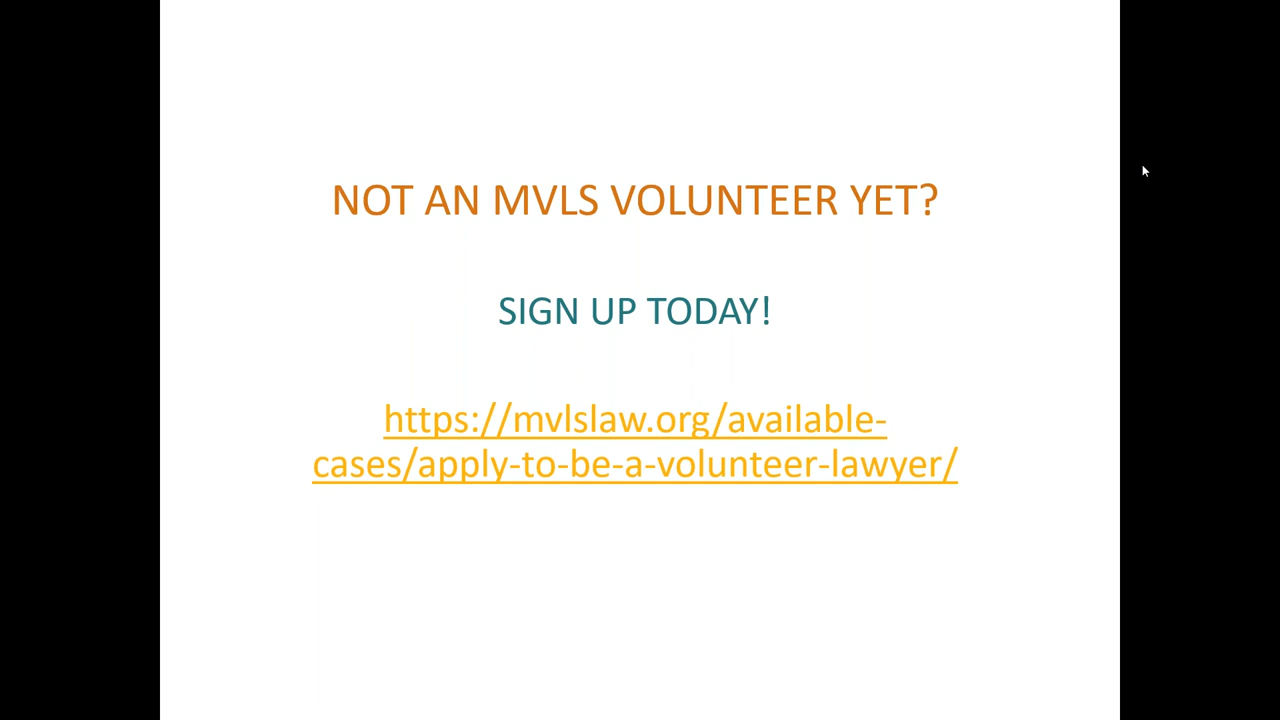 NOT AN MVLS VOLUNTEER YET?
SIGN UP TODAY!
https://mvlslaw.org/available-
cases/apply-to-be-a-volunteer-lawyer/